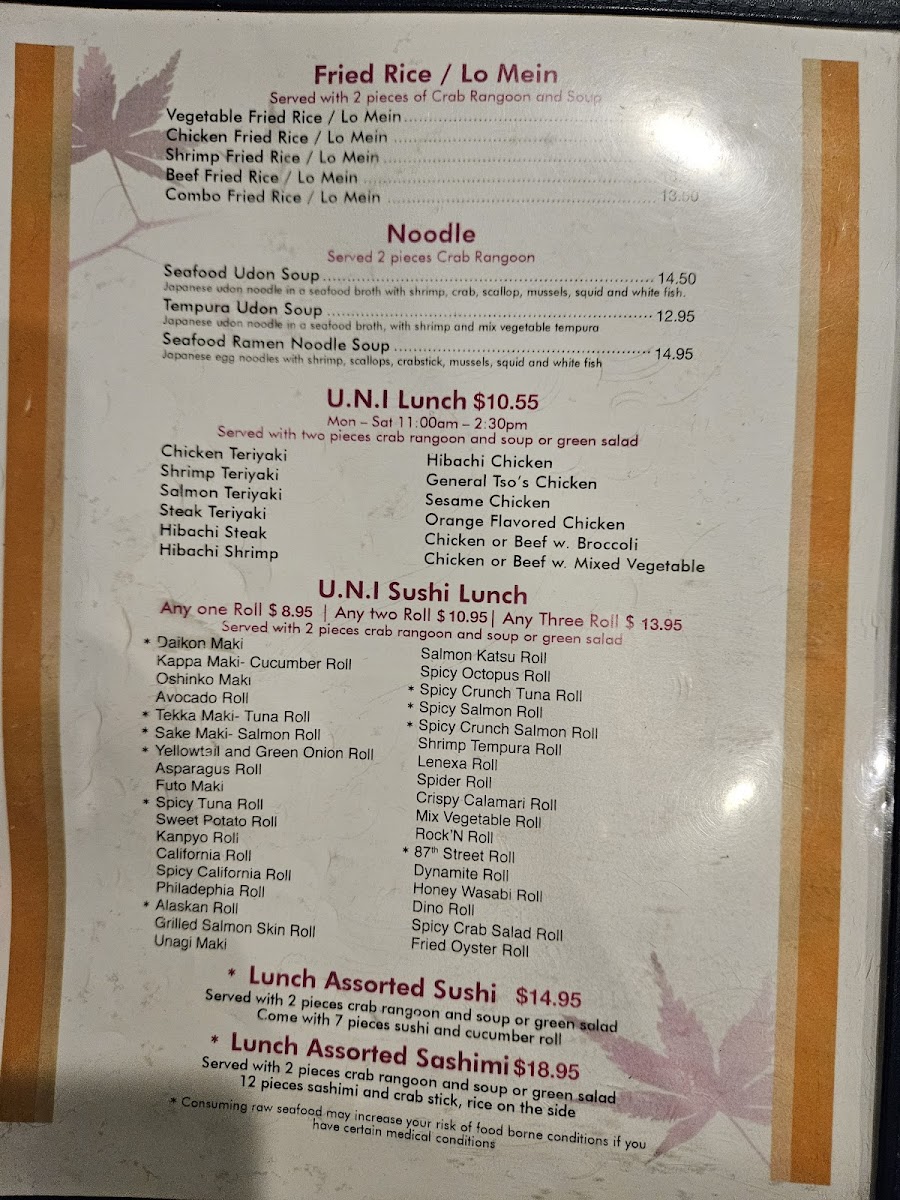 Fried Rice / Lo Mein
Served with 2 pieces of Crab Rangoon and Soup
Vegetable Fried Rice / Lo Mein
Chicken Fried Rice / Lo Mein
Shrimp Fried Rice / Lo Mein
Beef Fried Rice / Lo Mein
Combo Fried Rice / Lo Mein 13.50
Noodle
Served 2 pieces Crab Rangoon
Seafood Udon Soup 14.50
Japanese udon noodle in a seafood broth with shrimp, crab, scallop, mussels, squid and white fish.
Tempura Udon Soup 12.95
Japanese udon noodle in a seafood broth, with shrimp and mix vegetable tempura
Seafood Ramen Noodle Soup 14.95
Japanese egg noodles with shrimp, scallops, crabstick, mussels, squid and white fish
U.N.I Lunch $10.55
Mon – Sat 11:00am – 2:30pm
Served with two pieces crab rangoon and soup or green salad
Chicken Teriyaki
Shrimp Teriyaki
Salmon Teriyaki
Steak Teriyaki
Hibachi Steak
Hibachi Shrimp
Hibachi Chicken
General Tso's Chicken
Sesame Chicken
Orange Flavored Chicken
Chicken or Beef w. Broccoli
Chicken or Beef w. Mixed Vegetable
U.N.I Sushi Lunch
Any one Roll $ 8.95 | Any two Roll $10.95| Any Three Roll $ 13.95
Served with 2 pieces crab rangoon and soup or green salad
* Daikon Maki
Kappa Maki- Cucumber Roll
Oshinko Maki
Avocado Roll
* Tekka Maki- Tuna Roll
* Sake Maki- Salmon Roll
* Yellowtail and Green Onion Roll
Asparagus Roll
Futo Maki
* Spicy Tuna Roll
Sweet Potato Roll
Kanpyo Roll
California Roll
Spicy California Roll
Philadephia Roll
* Alaskan Roll
Grilled Salmon Skin Roll
Unagi Maki
Salmon Katsu Roll
Spicy Octopus Roll
* Spicy Crunch Tuna Roll
* Spicy Salmon Roll
* Spicy Crunch Salmon Roll
Shrimp Tempura Roll
Lenexa Roll
Spider Roll
Crispy Calamari Roll
Mix Vegetable Roll
Rock'N Roll
* 87th Street Roll
Dynamite Roll
Honey Wasabi Roll
Dino Roll
Spicy Crab Salad Roll
Fried Oyster Roll
* Lunch Assorted Sushi $14.95
Served with 2 pieces crab rangoon and soup or green salad
Come with 7 pieces sushi and cucumber roll
* Lunch Assorted Sashimi $18.95
Served with 2 pieces crab rangoon and soup or green salad
12 pieces sashimi and crab stick, rice on the side
* Consuming raw seafood may increase your risk of food borne conditions if you
have certain medical conditions